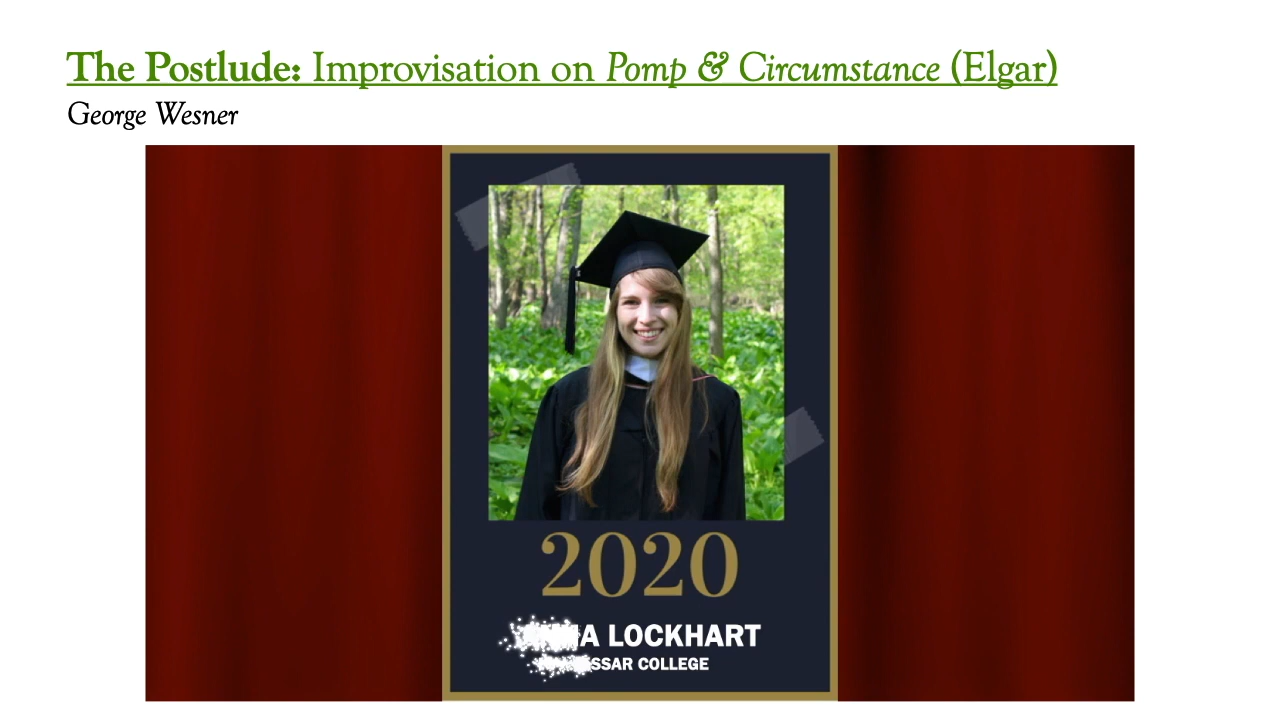 The Postlude: Improvisation on Pomp & Circumstance (Elgar)
George Wesner
2020
LOCKHART
COLLEGE